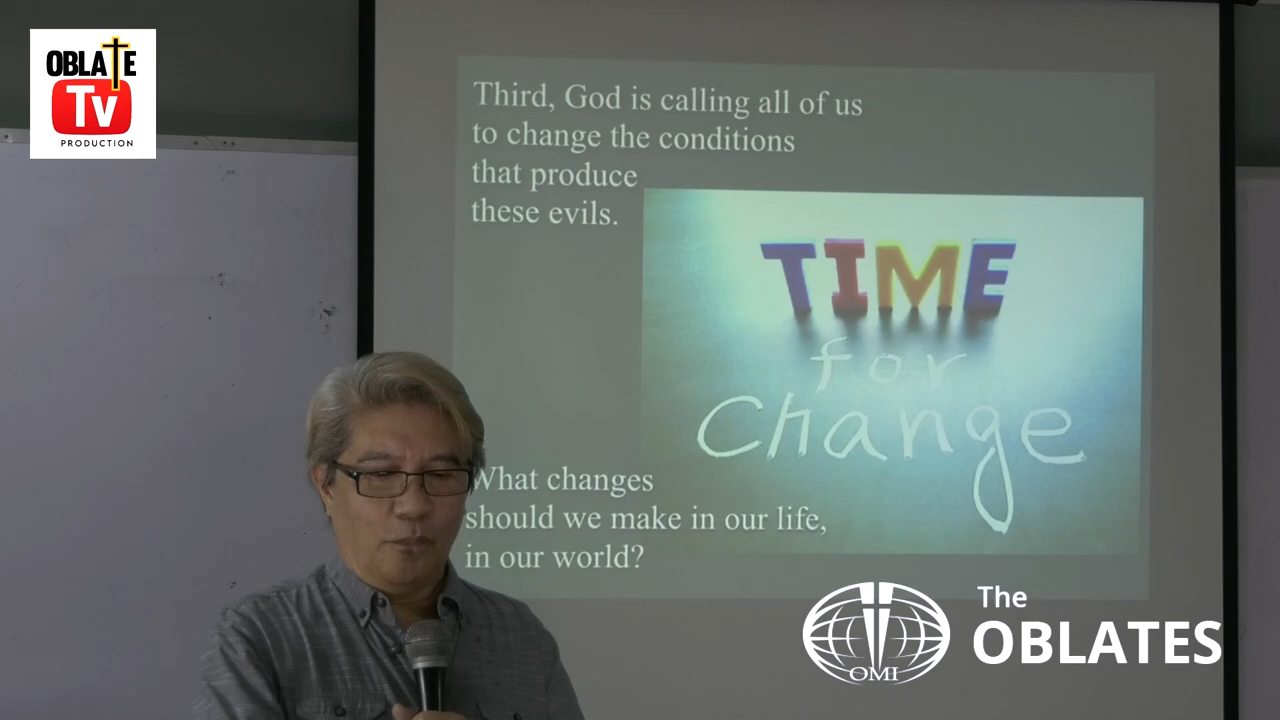 OBLATE
TV
PRODUCTION
Third, God is calling all of us
to change the conditions
that produce
these evils.
TIME
for
Change
What changes
should we make in our life,
in our world?
OMI
The
OBLATES